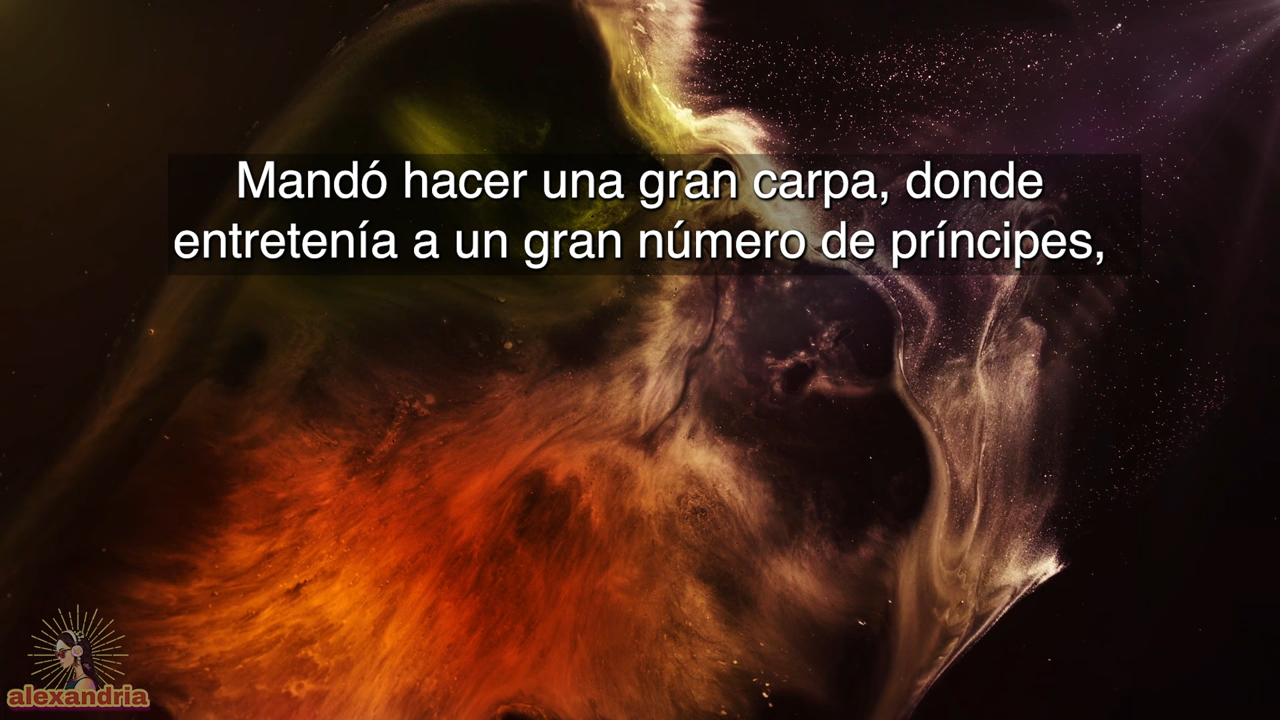 Mandó hacer una gran carpa, donde
entretenía a un gran número de príncipes,
alexandria